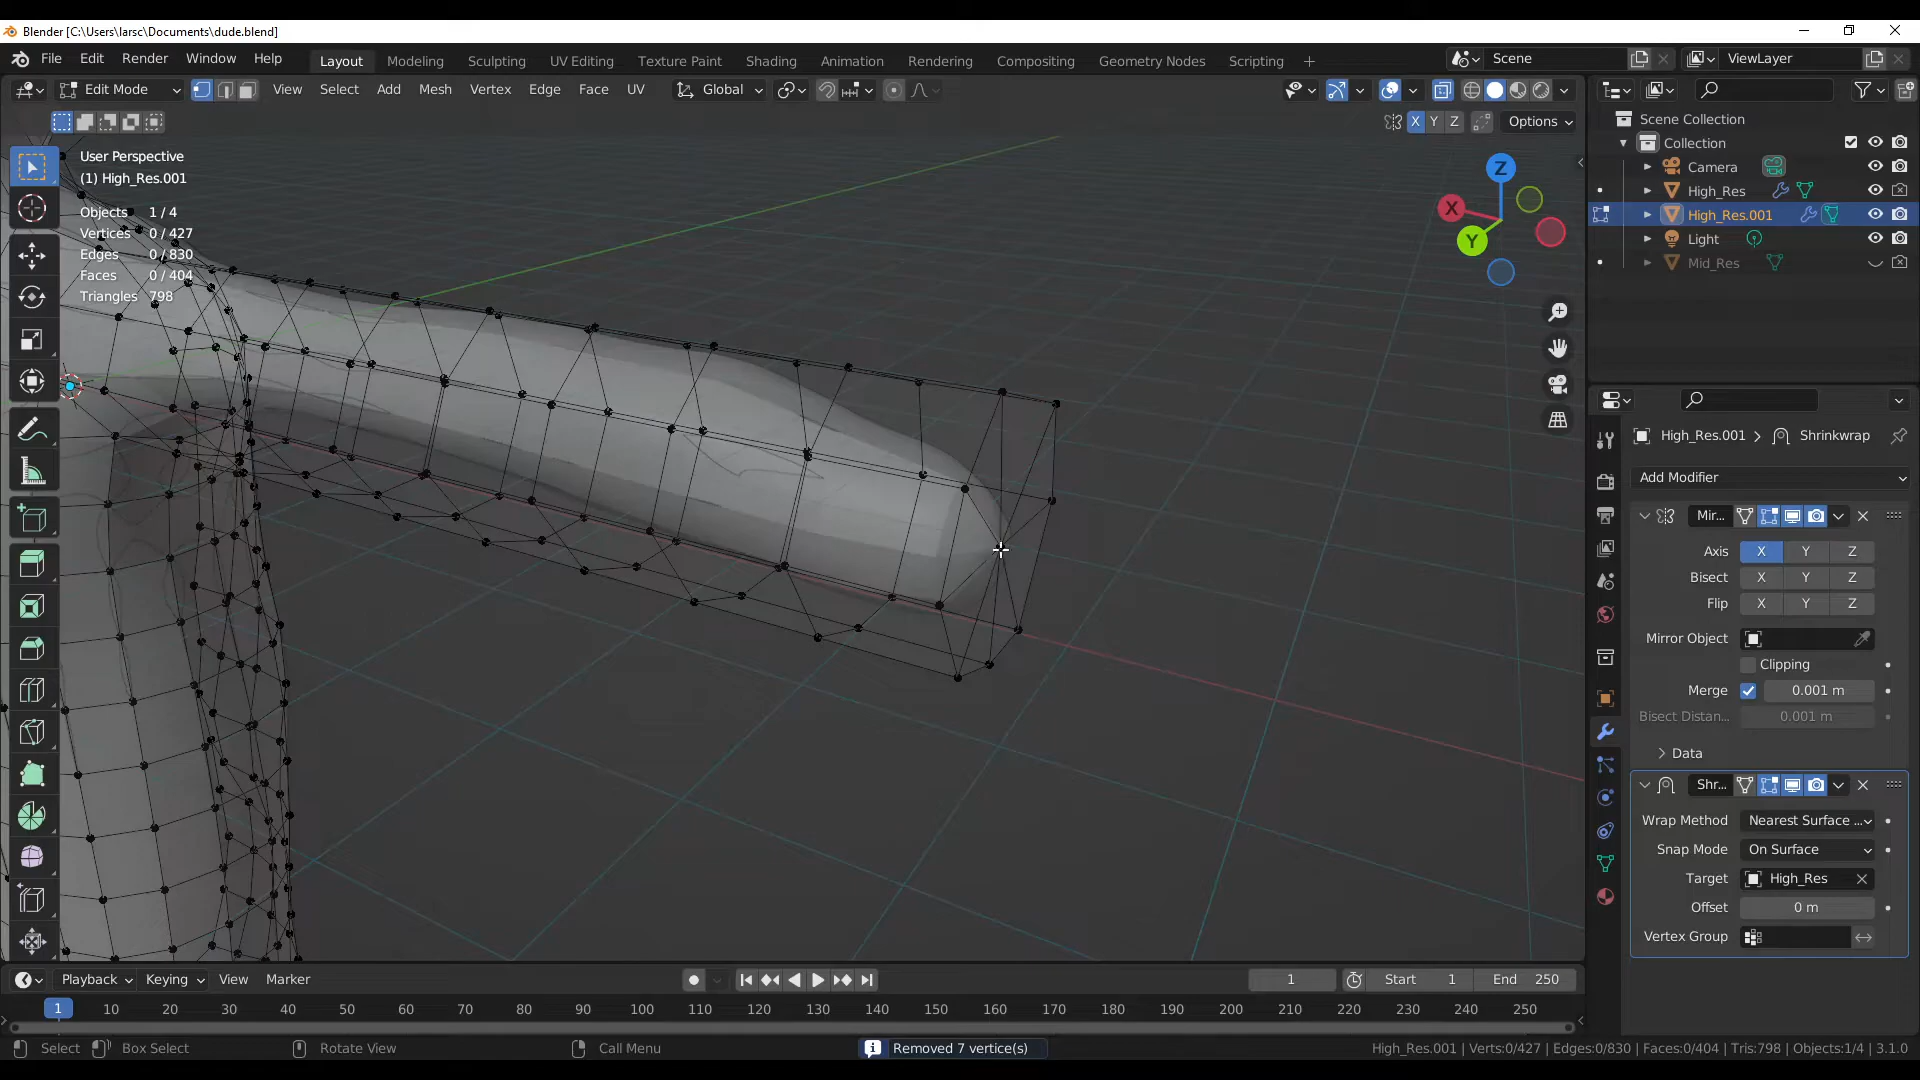 Blender [C:\Users\larsc\Documents\dude.blend]
File Edit Render Window Help Layout Modeling Sculpting UV Editing Texture Paint Shading Animation Rendering Compositing Geometry Nodes Scripting + Scene ViewLayer
Edit Mode View Select Add Mesh Vertex Edge Face UV Global
X Y Z Options
User Perspective
(1) High_Res.001
Objects 1 / 4
Vertices 0 / 427
Edges 0 / 830
Faces 0 / 404
Triangles 798
Z
X
Y
Scene Collection
Collection
Camera
High_Res
High_Res.001
Light
Mid_Res
High_Res.001 > Shrinkwrap
Add Modifier
Mir...
Axis X Y Z
Bisect X Y Z
Flip X Y Z
Mirror Object
Clipping
Merge 0.001 m
Bisect Distan... 0.001 m
Data
Shr...
Wrap Method Nearest Surface ...
Snap Mode On Surface
Target High_Res
Offset 0 m
Vertex Group
Playback Keying View Marker 1 Start 1 End 250
1 10 20 30 40 50 60 70 80 90 100 110 120 130 140 150 160 170 180 190 200 210 220 230 240 250
Select Box Select Rotate View Call Menu Removed 7 vertice(s) High_Res.001 | Verts:0/427 | Edges:0/830 | Faces:0/404 | Tris:798 | Objects:1/4 | 3.1.0